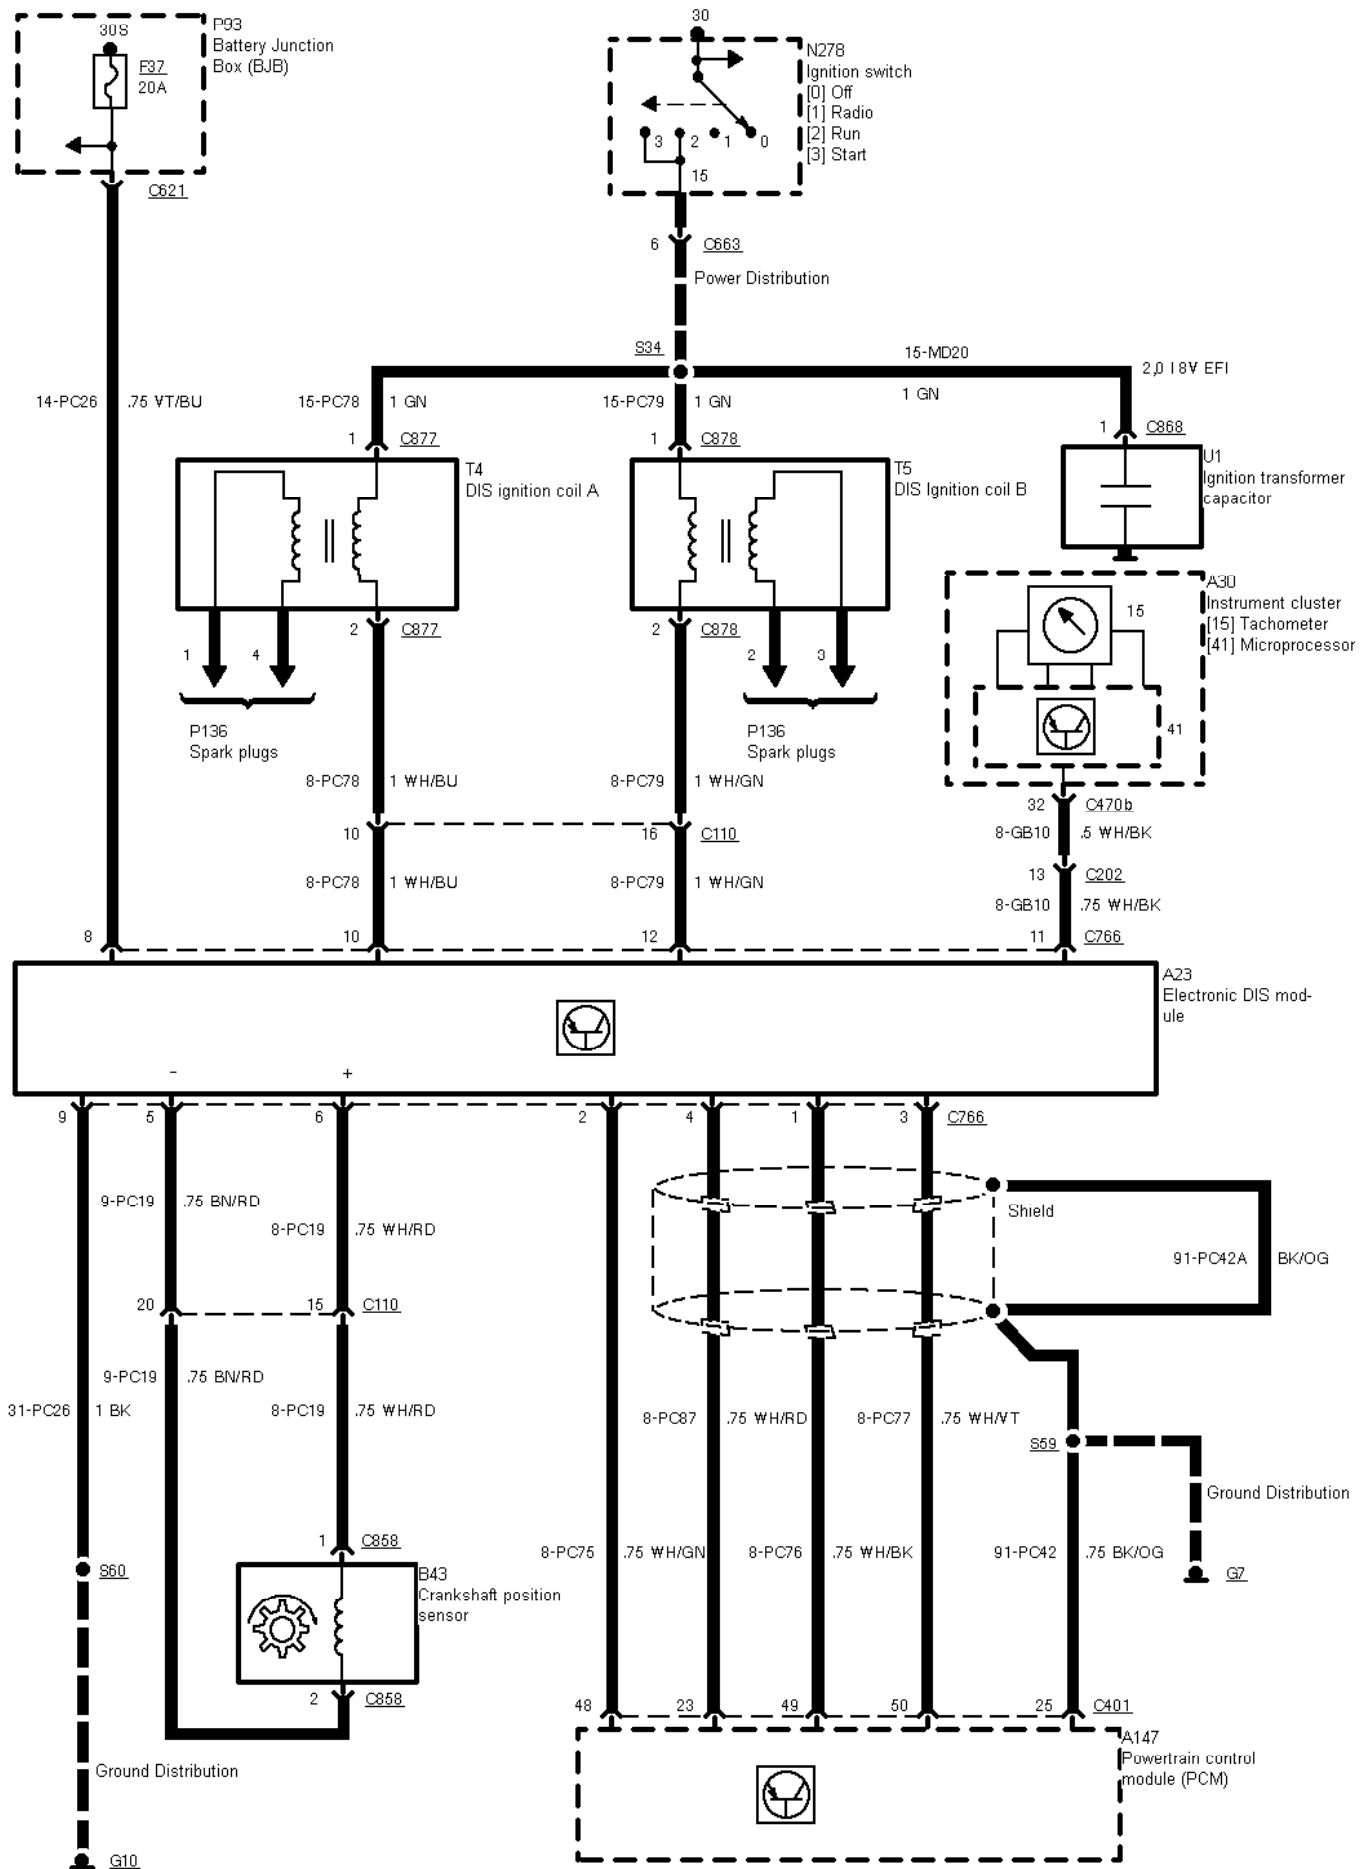 30S
P93
Battery Junction
Box (BJB)
F37
20A
C621
30
N278
Ignition switch
[0] Off
[1] Radio
[2] Run
[3] Start
3 2 1 0
15
6 C663
Power Distribution
S34
15-MD20
1 GN
2,0 I 8V EFI
14-PC26 .75 VT/BU
15-PC78 1 GN
15-PC79 1 GN
1 C877
1 C878
1 C868
T4
DIS ignition coil A
T5
DIS Ignition coil B
U1
Ignition transformer
capacitor
A30
Instrument cluster
[15] Tachometer
[41] Microprocessor
15
41
2 C877
2 C878
1 4
2 3
P136
Spark plugs
P136
Spark plugs
8-PC78 1 WH/BU
8-PC79 1 WH/GN
32 C470b
8-GB10 .5 WH/BK
10 16 C110
13 C202
8-PC78 1 WH/BU
8-PC79 1 WH/GN
8-GB10 .75 WH/BK
8 10 12 11 C766
A23
Electronic DIS mod-
ule
- +
9 5 6 2 4 1 3 C766
9-PC19 .75 BN/RD
8-PC19 .75 WH/RD
Shield
91-PC42A BK/OG
20 15 C110
9-PC19 .75 BN/RD
31-PC26 1 BK
8-PC19 .75 WH/RD
8-PC87 .75 WH/RD
8-PC77 .75 WH/VT
S59
Ground Distribution
1 C858
8-PC75 .75 WH/GN
8-PC76 .75 WH/BK
91-PC42 .75 BK/OG
G7
S60
B43
Crankshaft position
sensor
2 C858
48 23 49 50 25 C401
A147
Powertrain control
module (PCM)
Ground Distribution
G10